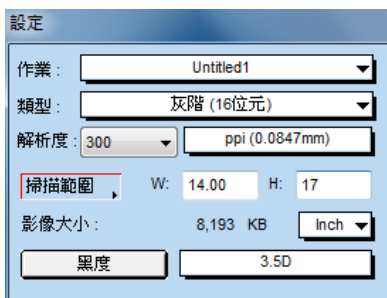 設定
作業 : Untitled1
類型 : 灰階 (16位元)
解析度 : 300 ppi (0.0847mm)
掃描範圍 W: 14.00 H: 17
影像大小 : 8,193 KB Inch
黑度 3.5D